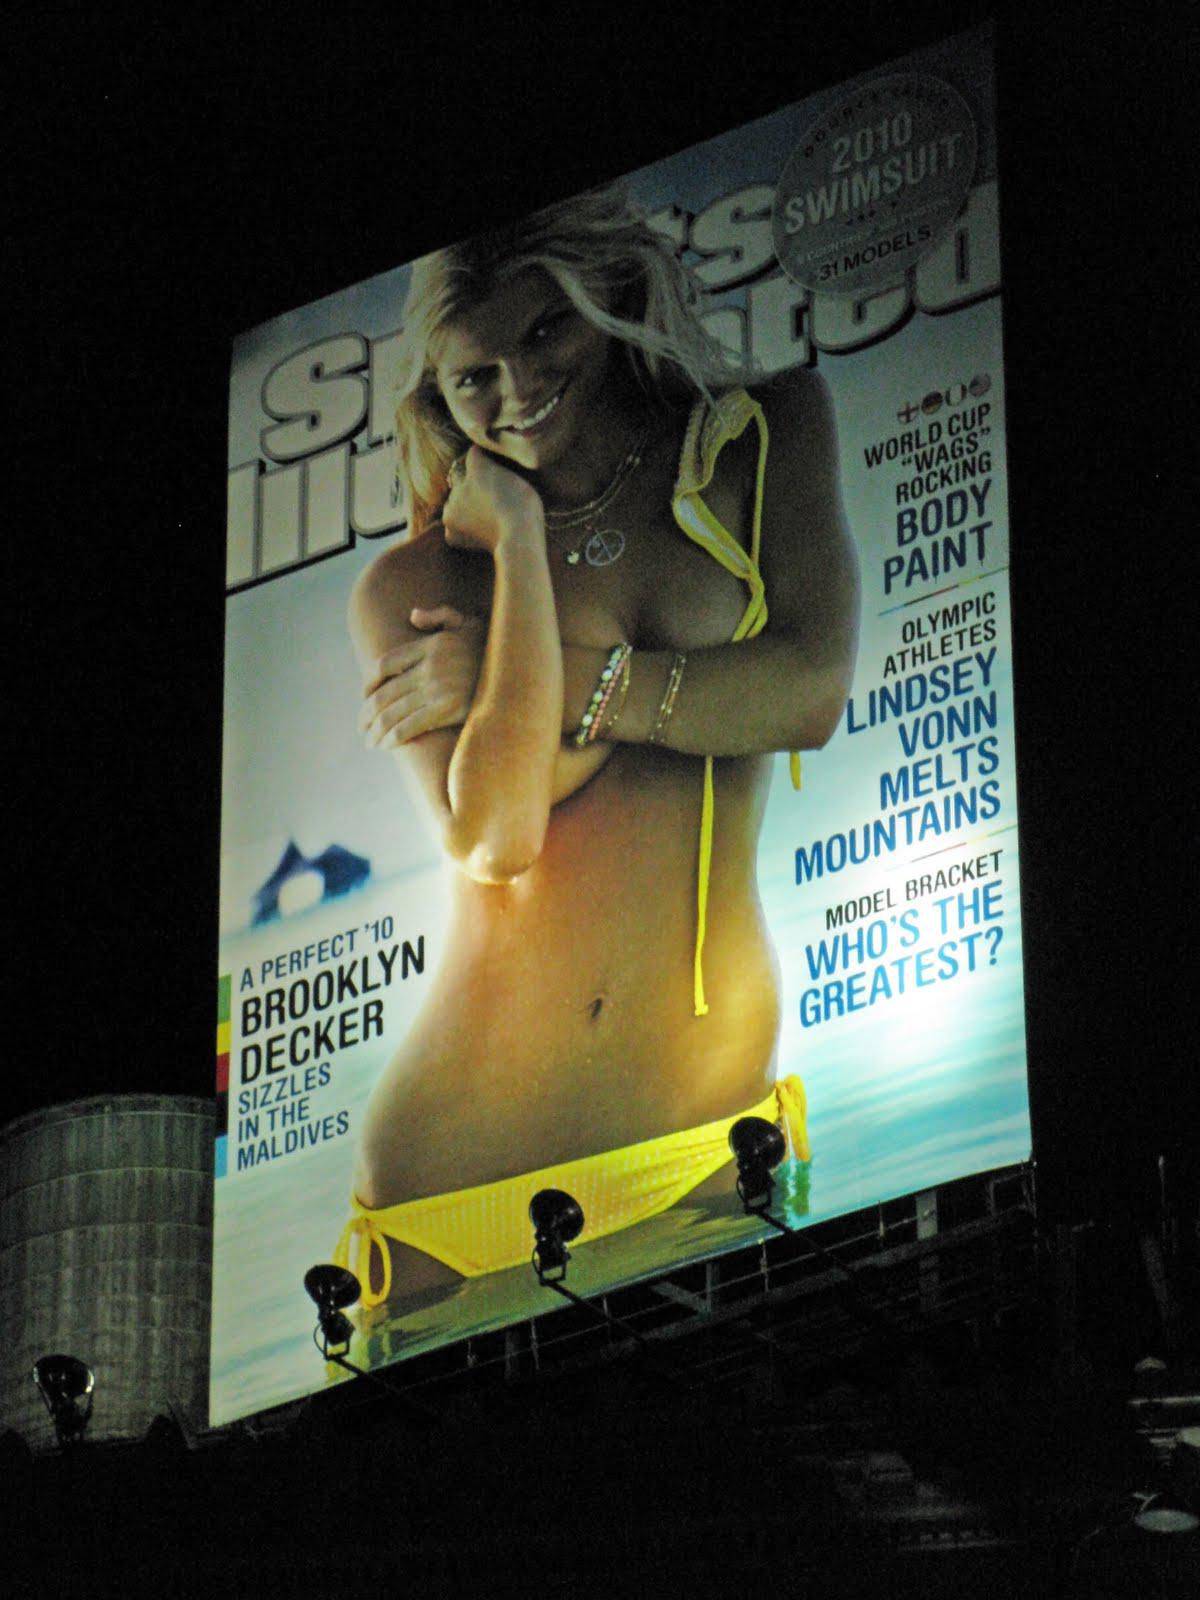 2010
SWIMSUIT
31 MODELS
WORLD CUP
"WAGS"
ROCKING
BODY
PAINT
OLYMPIC
ATHLETES
LINDSEY
VONN
MELTS
MOUNTAINS
MODEL BRACKET
WHO'S THE
GREATEST?
A PERFECT '10
BROOKLYN
DECKER
SIZZLES
IN THE
MALDIVES